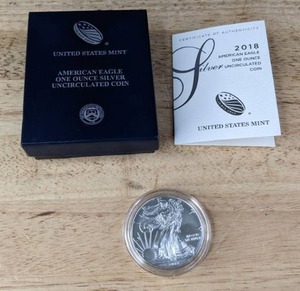 UNITED STATES MINT
AMERICAN EAGLE
ONE OUNCE SILVER
UNCIRCULATED COIN
CERTIFICATE OF AUTHENTICITY
2018
AMERICAN EAGLE
ONE OUNCE
UNCIRCULATED
COIN
Silver
UNITED STATES MINT